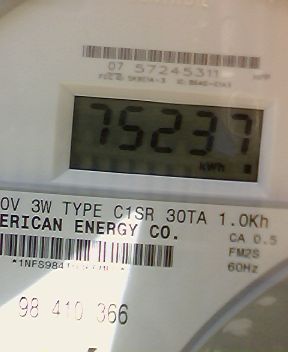 07 57245311
75237
kWh
0V 3W TYPE C1SR 30TA 1.0Kh
ERICAN ENERGY CO.
CA 0.5
FM2S
60Hz
98 410 366